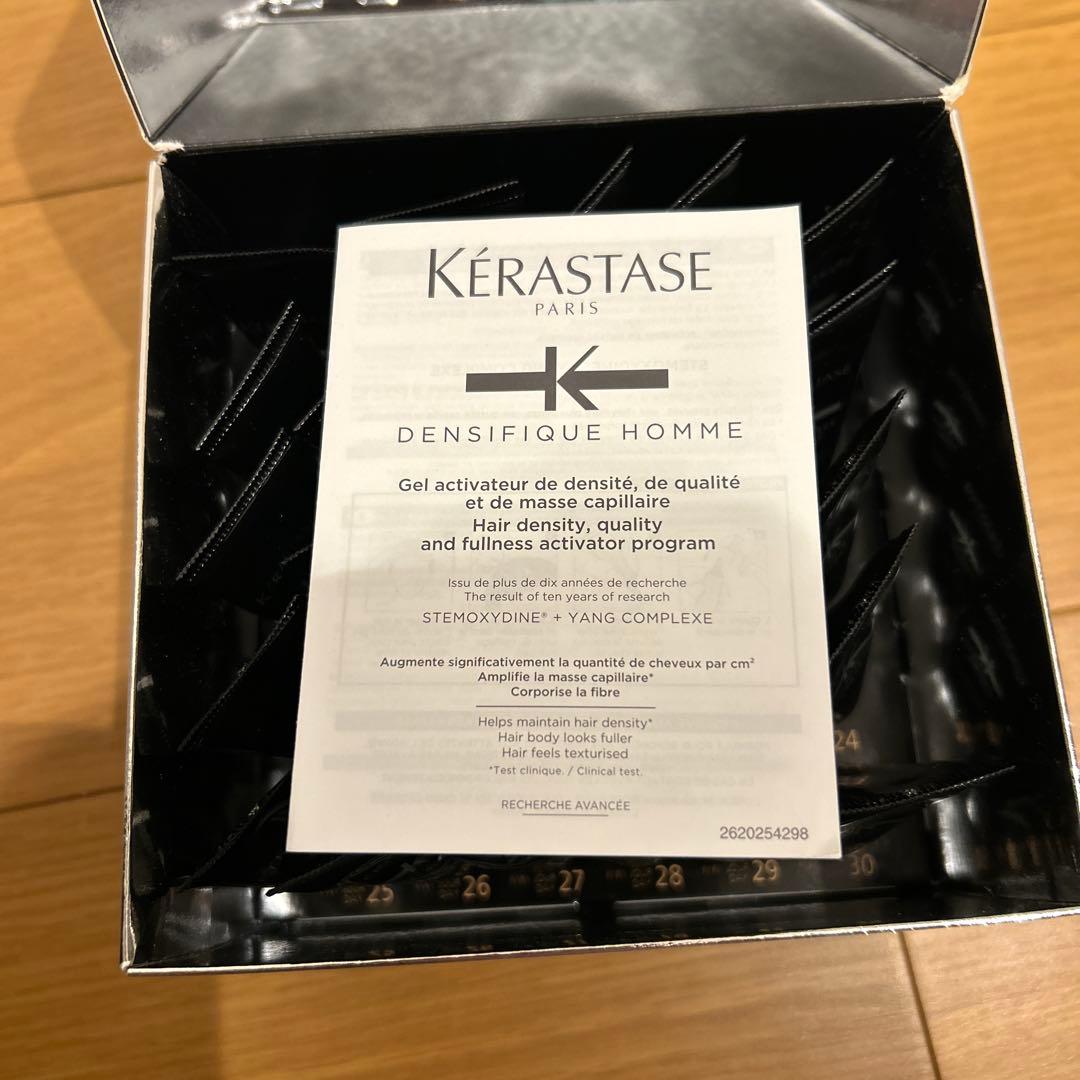 KÉRASTASE
PARIS
DENSIFIQUE HOMME
Gel activateur de densité, de qualité
et de masse capillaire
Hair density, quality
and fullness activator program
Issu de plus de dix années de recherche
The result of ten years of research
STEMOXYDINE® + YANG COMPLEXE
Augmente significativement la quantité de cheveux par cm²
Amplifie la masse capillaire*
Corporise la fibre
Helps maintain hair density*
Hair body looks fuller
Hair feels texturised
*Test clinique. / Clinical test.
RECHERCHE AVANCÉE
2620254298
24
25 26 27 28 29 30